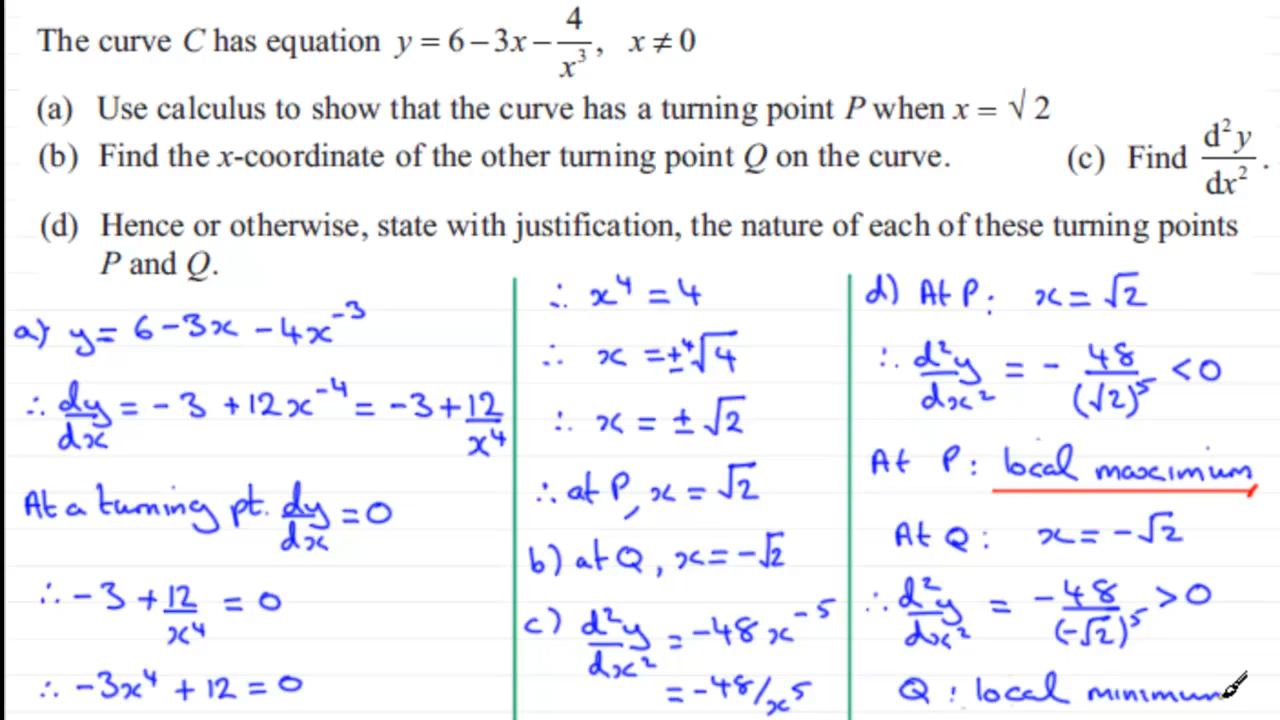 The curve C has equation y = 6 − 3x − 4/x³, x ≠ 0
(a) Use calculus to show that the curve has a turning point P when x = √2
(b) Find the x-coordinate of the other turning point Q on the curve. (c) Find d²y/dx².
(d) Hence or otherwise, state with justification, the nature of each of these turning points
P and Q.
a) y = 6 − 3x − 4x⁻³
∴ dy/dx = −3 + 12x⁻⁴ = −3 + 12/x⁴
At a turning pt. dy/dx = 0
∴ −3 + 12/x⁴ = 0
∴ −3x⁴ + 12 = 0
∴ x⁴ = 4
∴ x = ±⁴√4
∴ x = ±√2
∴ at P, x = √2
b) at Q, x = −√2
c) d²y/dx² = −48x⁻⁵
= −48/x⁵
d) At P: x = √2
∴ d²y/dx² = −48/(√2)⁵ < 0
At P: local maximum
At Q: x = −√2
∴ d²y/dx² = −48/(−√2)⁵ > 0
Q: local minimum